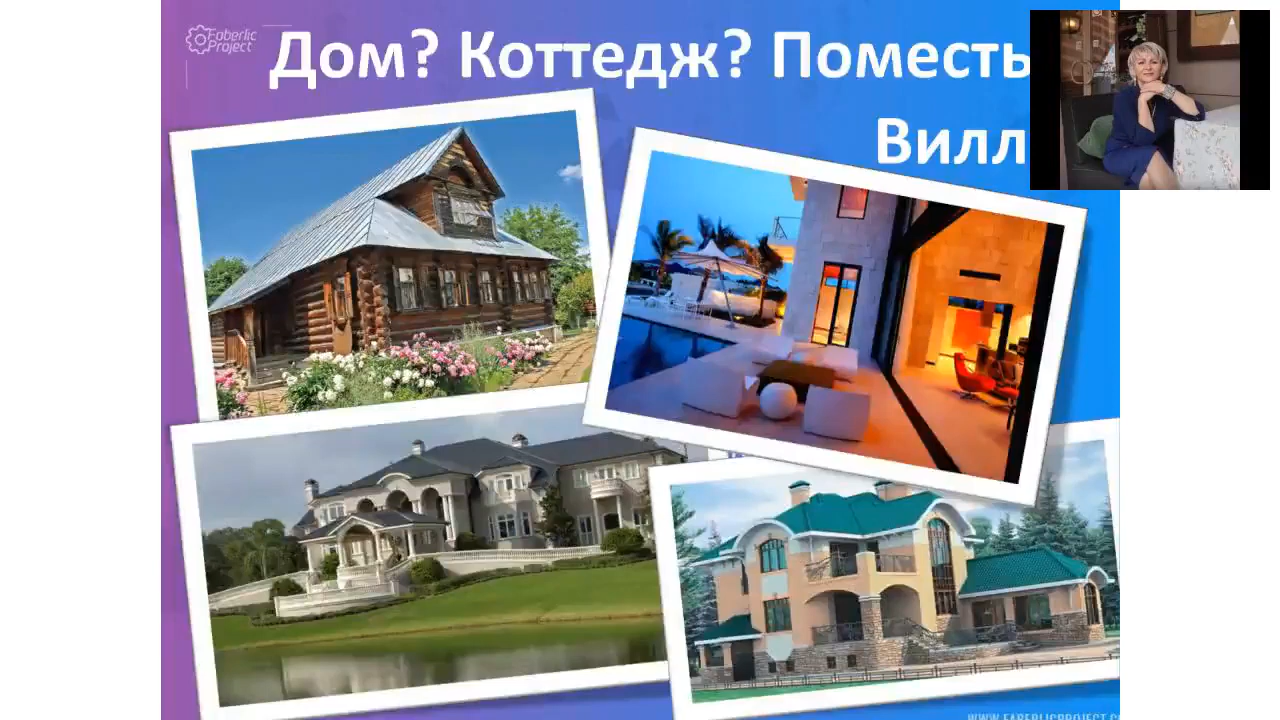 Faberlic
Project
Дом? Коттедж? Поместь
Вилл
WWW.FABERLICPROJECT.C